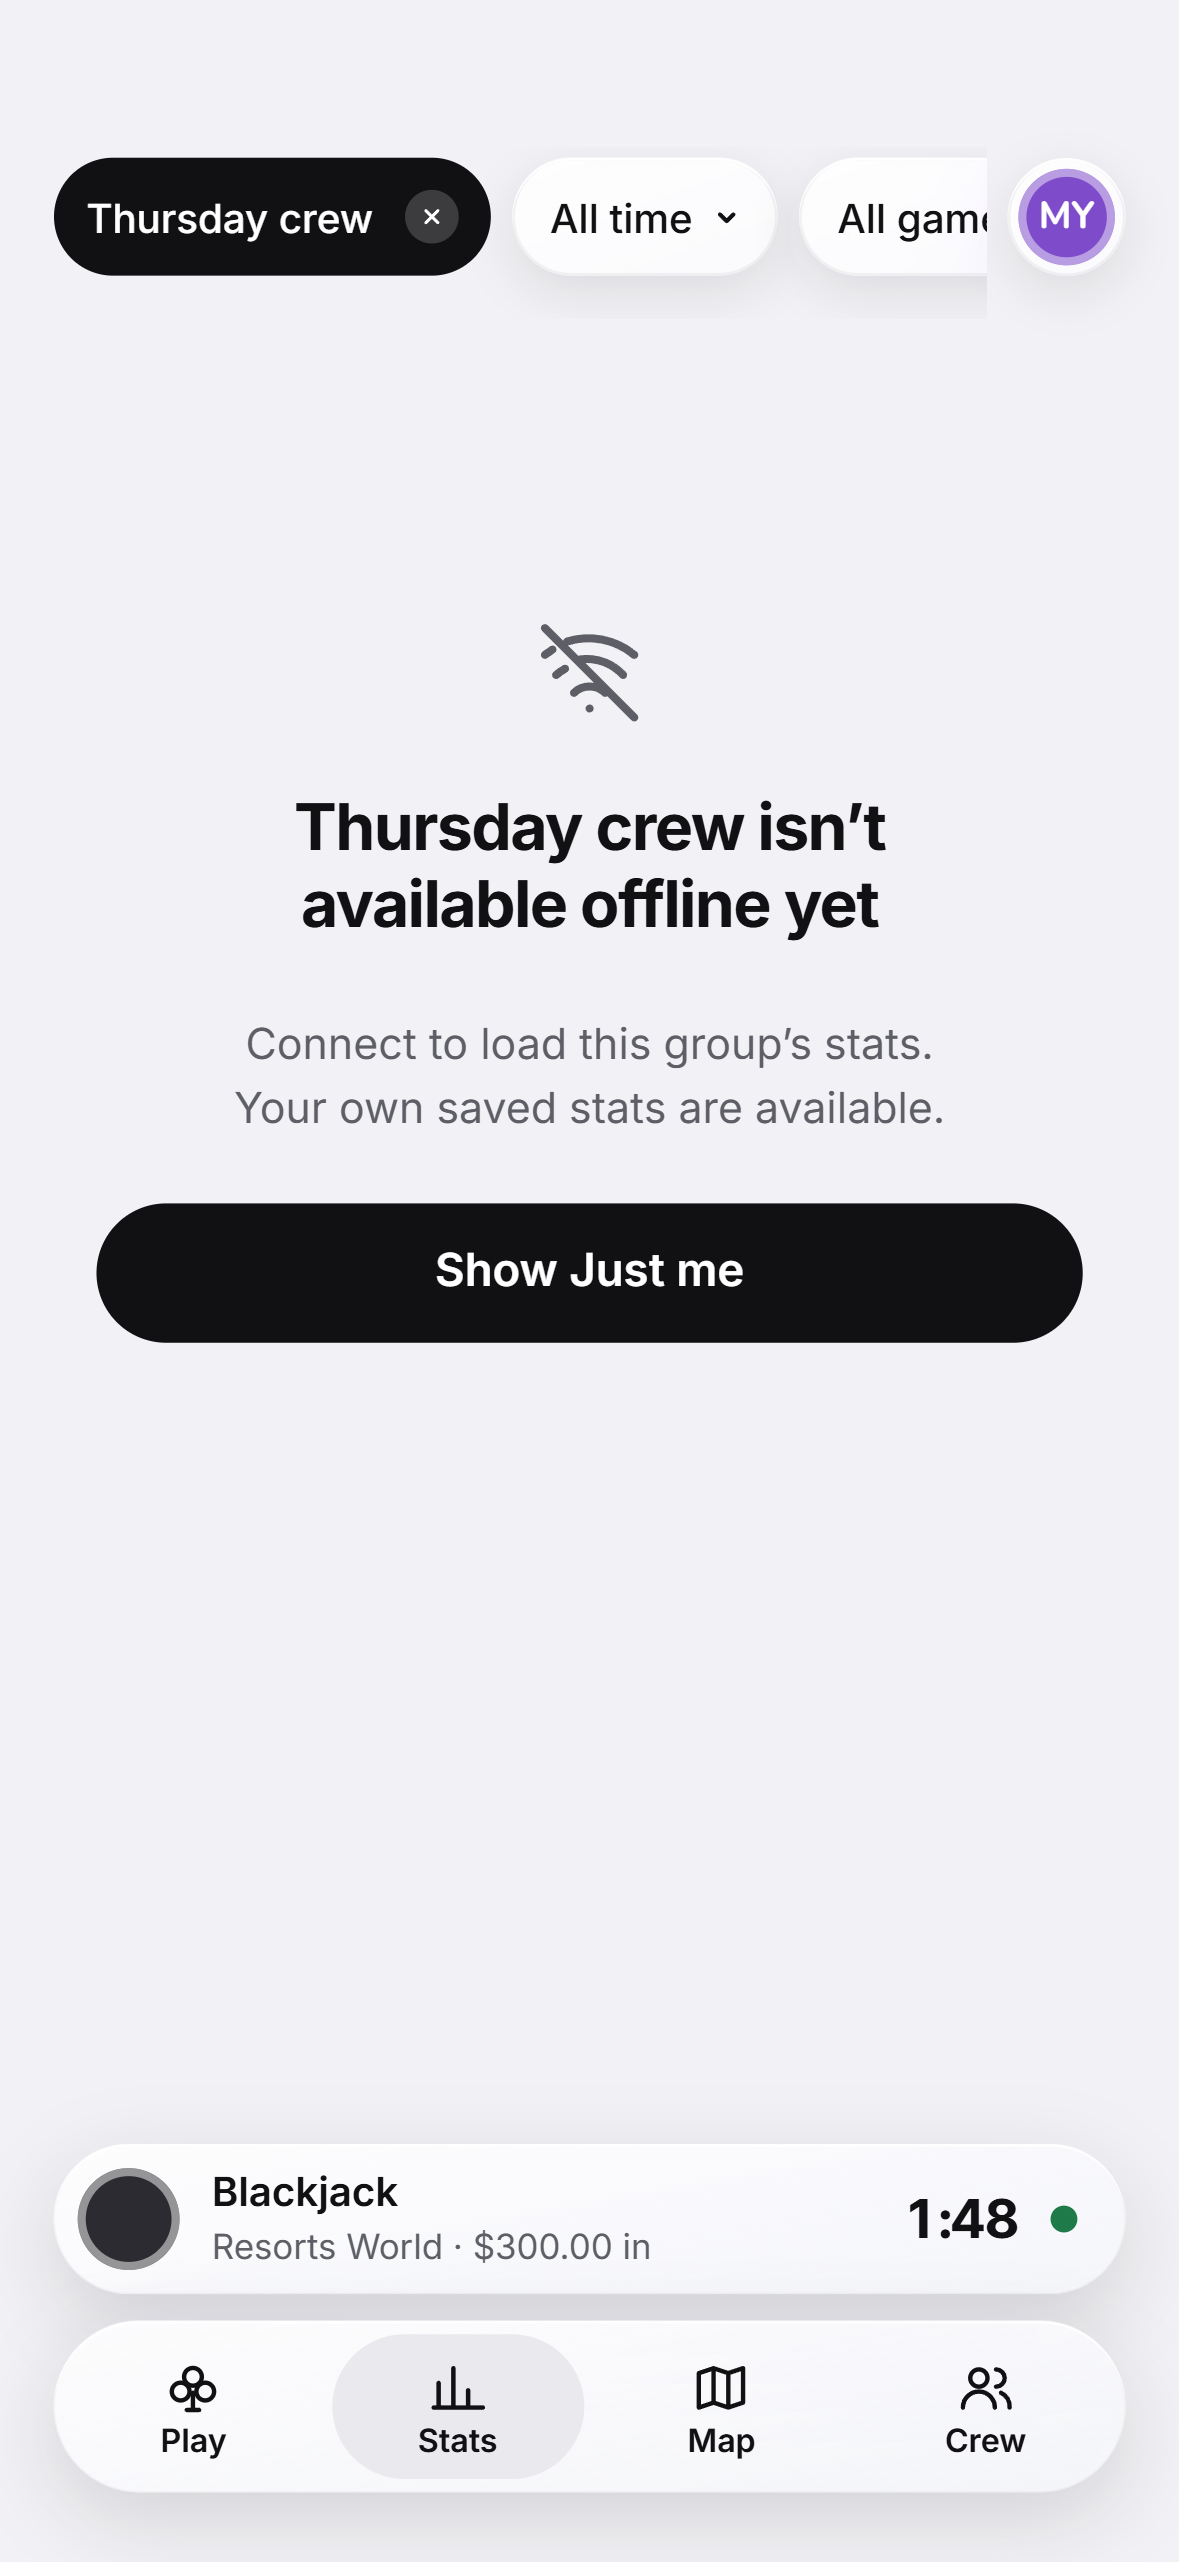 Thursday crew
All time
All game
MY
Thursday crew isn’t
available offline yet
Connect to load this group’s stats.
Your own saved stats are available.
Show Just me
Blackjack
Resorts World · $300.00 in
1:48
Play
Stats
Map
Crew